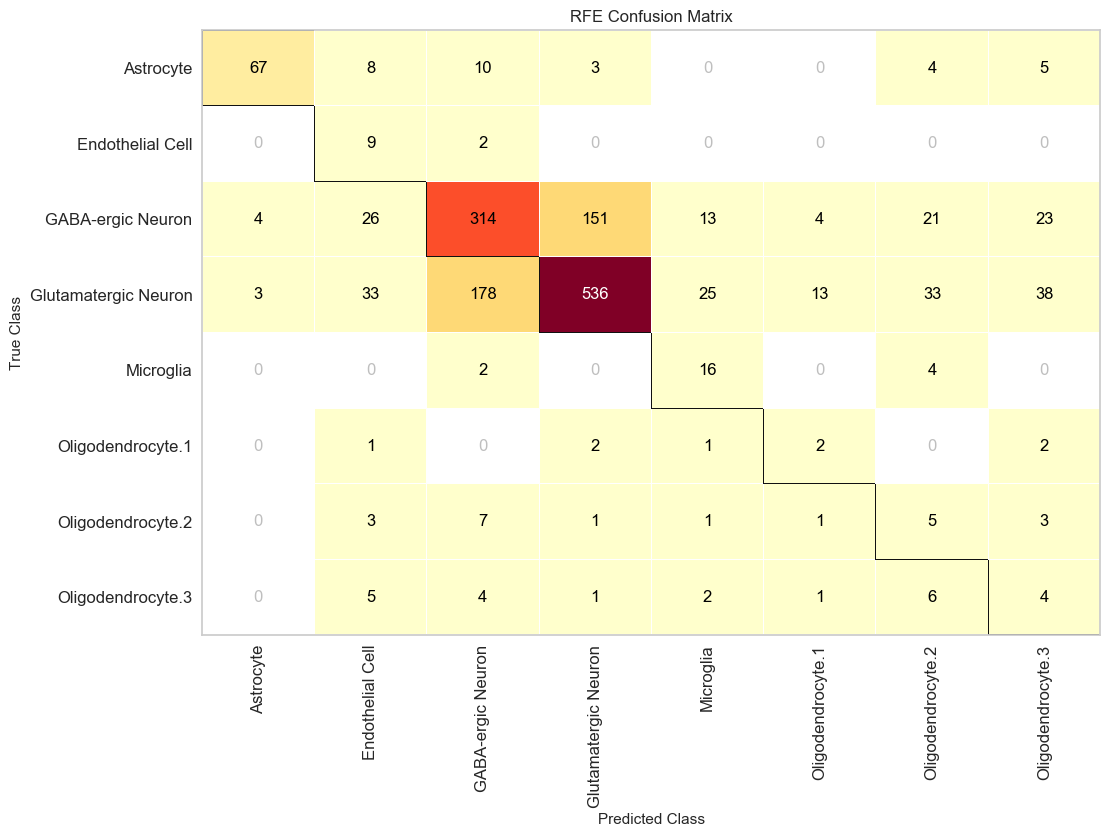 RFE Confusion Matrix
True Class
Astrocyte 67 8 10 3 0 0 4 5
Endothelial Cell 0 9 2 0 0 0 0 0
GABA-ergic Neuron 4 26 314 151 13 4 21 23
Glutamatergic Neuron 3 33 178 536 25 13 33 38
Microglia 0 0 2 0 16 0 4 0
Oligodendrocyte.1 0 1 0 2 1 2 0 2
Oligodendrocyte.2 0 3 7 1 1 1 5 3
Oligodendrocyte.3 0 5 4 1 2 1 6 4
Astrocyte
Endothelial Cell
GABA-ergic Neuron
Glutamatergic Neuron
Microglia
Oligodendrocyte.1
Oligodendrocyte.2
Oligodendrocyte.3
Predicted Class